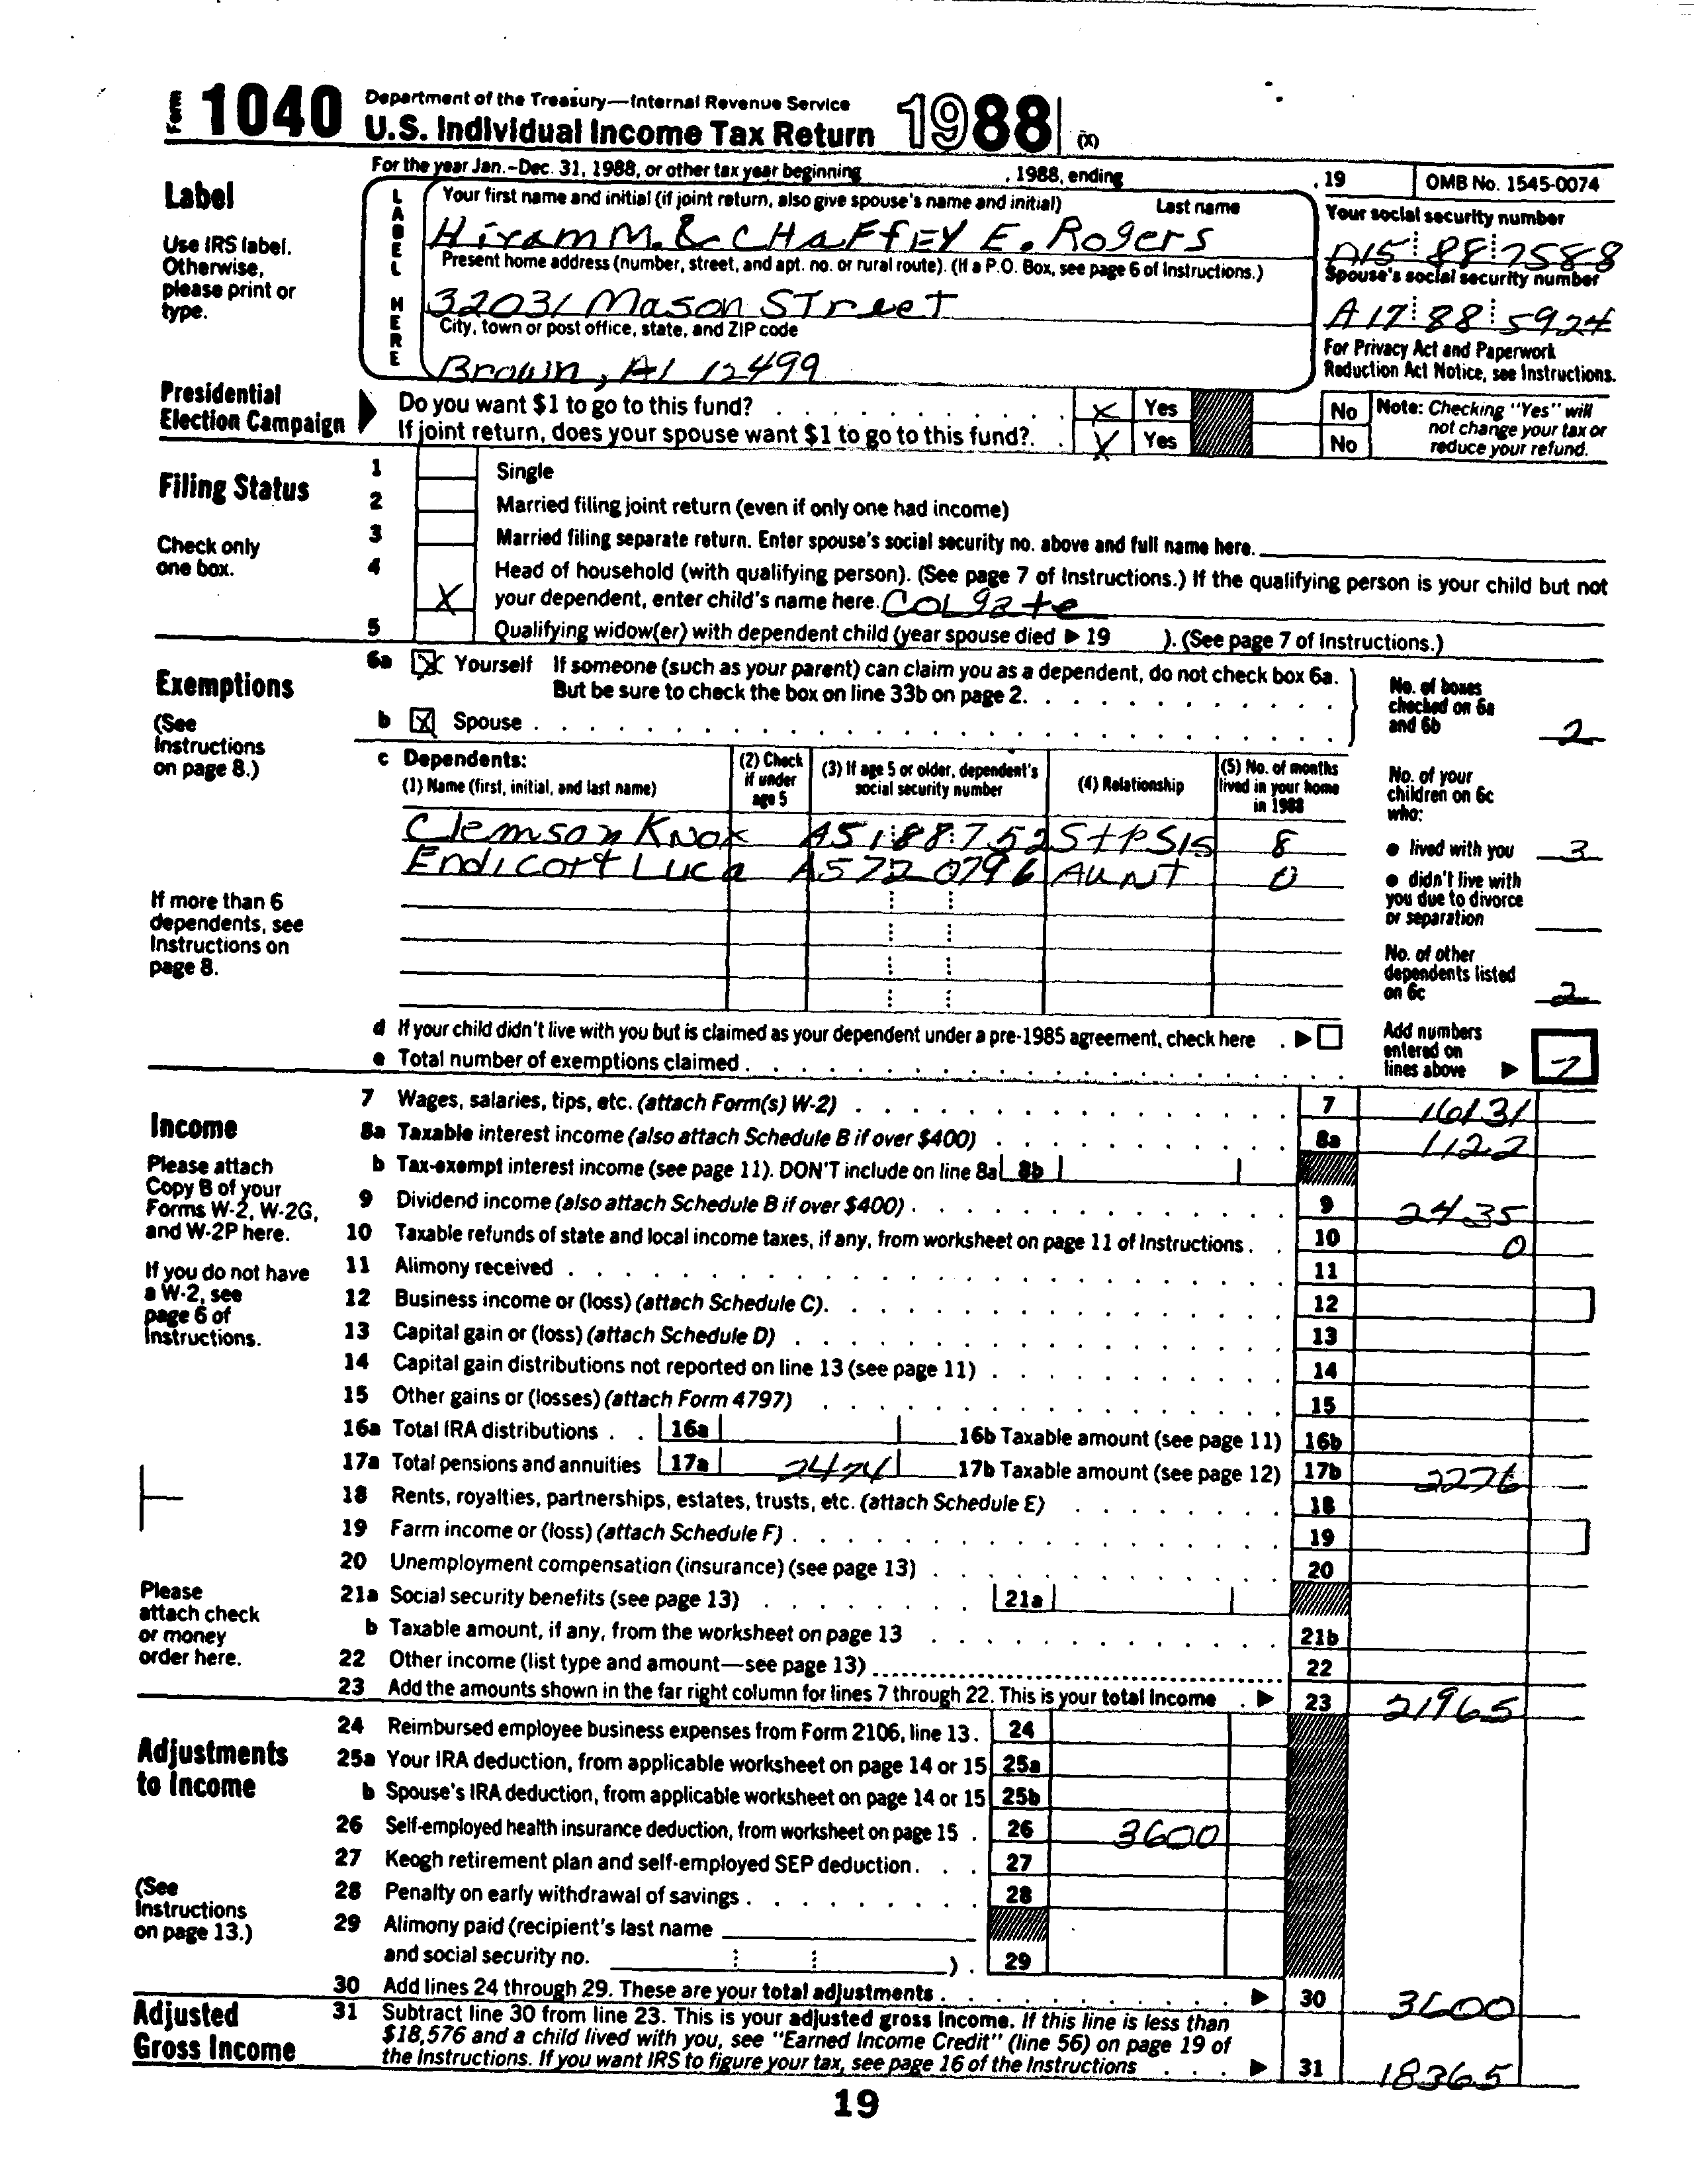 Form 1040 Department of the Treasury—Internal Revenue Service
U.S. Individual Income Tax Return 1988 (X)
For the year Jan.-Dec. 31, 1988, or other tax year beginning , 1988, ending , 19 OMB No. 1545-0074
Label
Use IRS label.
Otherwise,
please print or
type.
LABEL HERE
Your first name and initial (if joint return, also give spouse's name and initial) Last name
Hiram M. & CHaFfEY E. Rogers
Your social security number
A15 88 7588
Present home address (number, street, and apt. no. or rural route). (If a P.O. Box, see page 6 of Instructions.)
32031 Mason STreeT
Spouse's social security number
A17 88 5924
City, town or post office, state, and ZIP code
Brown, Al 12499
For Privacy Act and Paperwork
Reduction Act Notice, see Instructions.
Presidential
Election Campaign
Do you want $1 to go to this fund? X Yes No
If joint return, does your spouse want $1 to go to this fund?. X Yes No
Note: Checking "Yes" will
not change your tax or
reduce your refund.
Filing Status
Check only
one box.
1 Single
2 Married filing joint return (even if only one had income)
3 Married filing separate return. Enter spouse's social security no. above and full name here.
4 Head of household (with qualifying person). (See page 7 of Instructions.) If the qualifying person is your child but not
X your dependent, enter child's name here. COLgate
5 Qualifying widow(er) with dependent child (year spouse died ▶ 19 ). (See page 7 of Instructions.)
Exemptions
(See
Instructions
on page 8.)
6a X Yourself If someone (such as your parent) can claim you as a dependent, do not check box 6a.
But be sure to check the box on line 33b on page 2.
b X Spouse
No. of boxes
checked on 6a
and 6b 2
c Dependents:
(1) Name (first, initial, and last name)
(2) Check
if under
age 5
(3) If age 5 or older, dependent's
social security number
(4) Relationship
(5) No. of months
lived in your home
in 1988
Clemson Knox A51 88 752 StPSIS 8
Endicort Luca A572 0796 AUNT 0
If more than 6
dependents, see
Instructions on
page 8.
No. of your
children on 6c
who:
● lived with you 3
● didn't live with
you due to divorce
or separation
No. of other
dependents listed
on 6c 2
d If your child didn't live with you but is claimed as your dependent under a pre-1985 agreement, check here ▶
e Total number of exemptions claimed
Add numbers
entered on
lines above ▶ 7
Income
Please attach
Copy B of your
Forms W-2, W-2G,
and W-2P here.
If you do not have
a W-2, see
page 6 of
Instructions.
Please
attach check
or money
order here.
7 Wages, salaries, tips, etc. (attach Form(s) W-2) 7 16131
8a Taxable interest income (also attach Schedule B if over $400) 8a 1122
b Tax-exempt interest income (see page 11). DON'T include on line 8a 8b
9 Dividend income (also attach Schedule B if over $400) 9 2435
10 Taxable refunds of state and local income taxes, if any, from worksheet on page 11 of Instructions. 10 0
11 Alimony received 11
12 Business income or (loss) (attach Schedule C). 12
13 Capital gain or (loss) (attach Schedule D) 13
14 Capital gain distributions not reported on line 13 (see page 11) 14
15 Other gains or (losses) (attach Form 4797) 15
16a Total IRA distributions 16a 16b Taxable amount (see page 11) 16b
17a Total pensions and annuities 17a 2474 17b Taxable amount (see page 12) 17b 2276
18 Rents, royalties, partnerships, estates, trusts, etc. (attach Schedule E) 18
19 Farm income or (loss) (attach Schedule F) 19
20 Unemployment compensation (insurance) (see page 13) 20
21a Social security benefits (see page 13) 21a
b Taxable amount, if any, from the worksheet on page 13 21b
22 Other income (list type and amount—see page 13) 22
23 Add the amounts shown in the far right column for lines 7 through 22. This is your total income ▶ 23 21965
Adjustments
to Income
(See
Instructions
on page 13.)
24 Reimbursed employee business expenses from Form 2106, line 13. 24
25a Your IRA deduction, from applicable worksheet on page 14 or 15 25a
b Spouse's IRA deduction, from applicable worksheet on page 14 or 15 25b
26 Self-employed health insurance deduction, from worksheet on page 15 26 3600
27 Keogh retirement plan and self-employed SEP deduction 27
28 Penalty on early withdrawal of savings 28
29 Alimony paid (recipient's last name
and social security no. ). 29
30 Add lines 24 through 29. These are your total adjustments ▶ 30 3600
Adjusted
Gross Income
31 Subtract line 30 from line 23. This is your adjusted gross income. If this line is less than
$18,576 and a child lived with you, see "Earned Income Credit" (line 56) on page 19 of
the Instructions. If you want IRS to figure your tax, see page 16 of the Instructions ▶ 31 18365
19